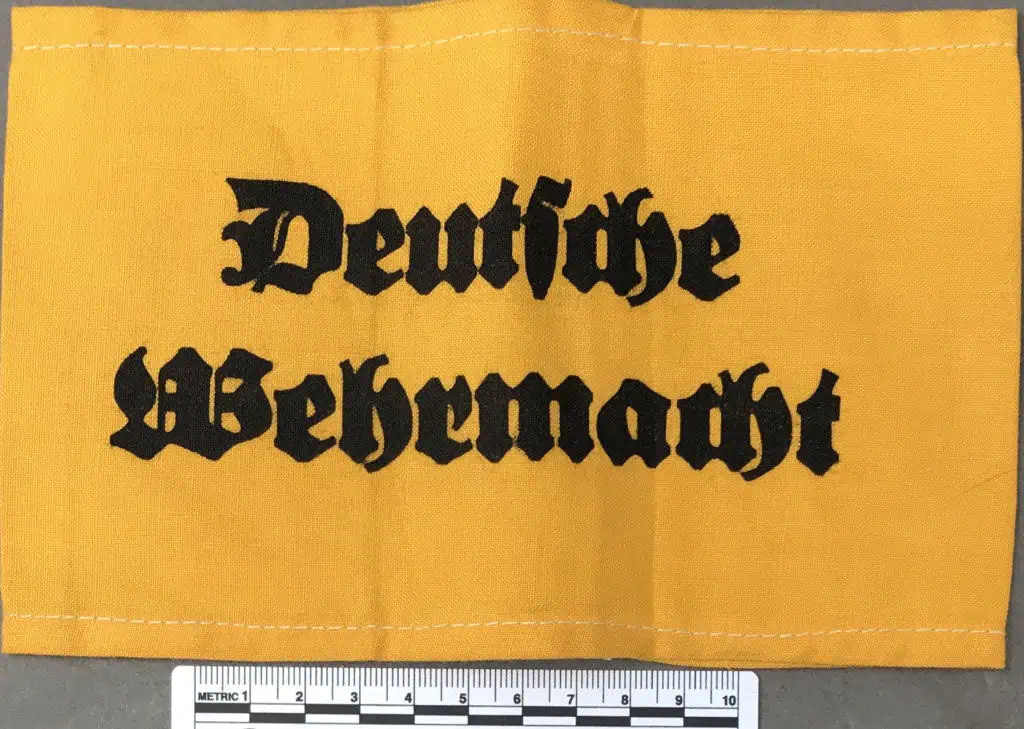 Deutsche
Wehrmacht
METRIC 1 2 3 4 5 6 7 8 9 10